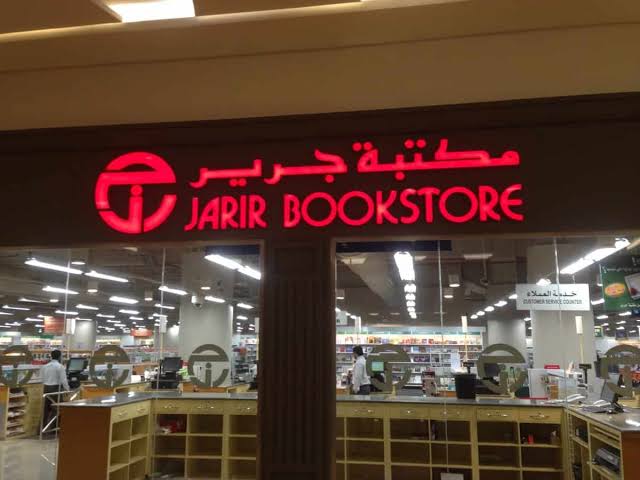 مكتبة جرير
JARIR BOOKSTORE
خدمة العملاء
CUSTOMER SERVICE COUNTER